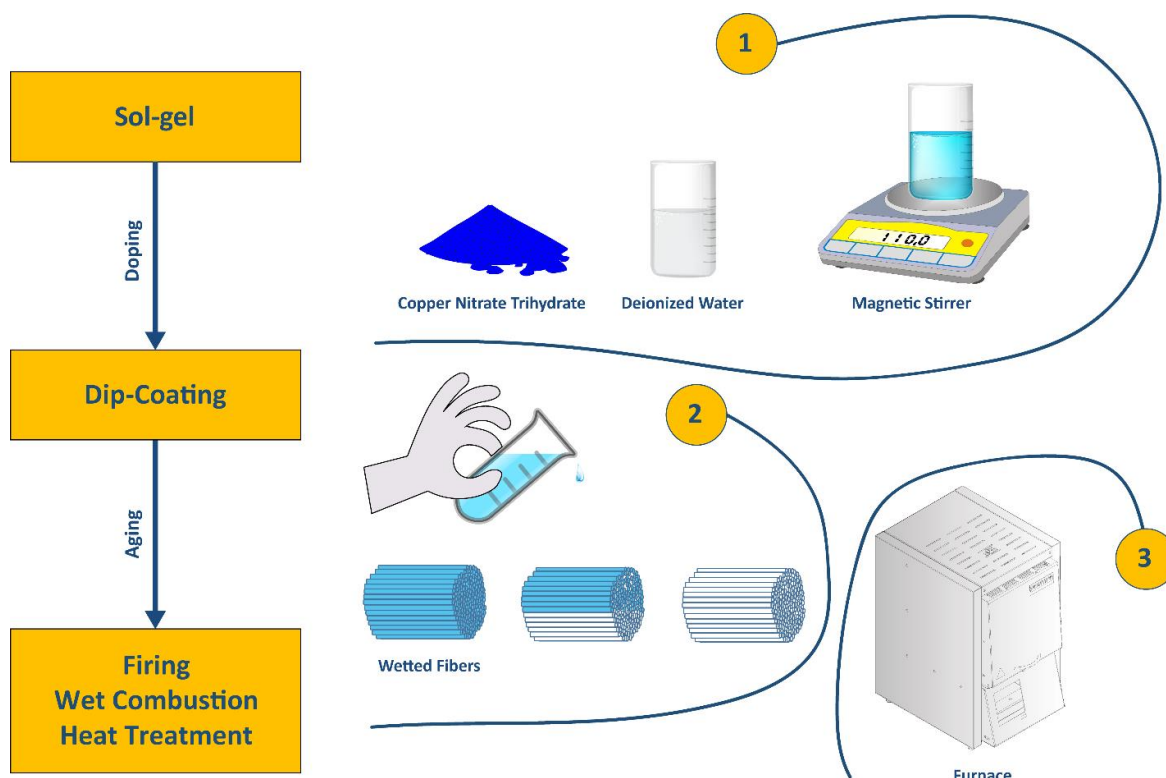 1
Sol-gel
Doping
110.0
Copper Nitrate Trihydrate
Deionized Water
Magnetic Stirrer
Dip-Coating
2
Aging
3
Wetted Fibers
Firing
Wet Combustion
Heat Treatment
Furnace